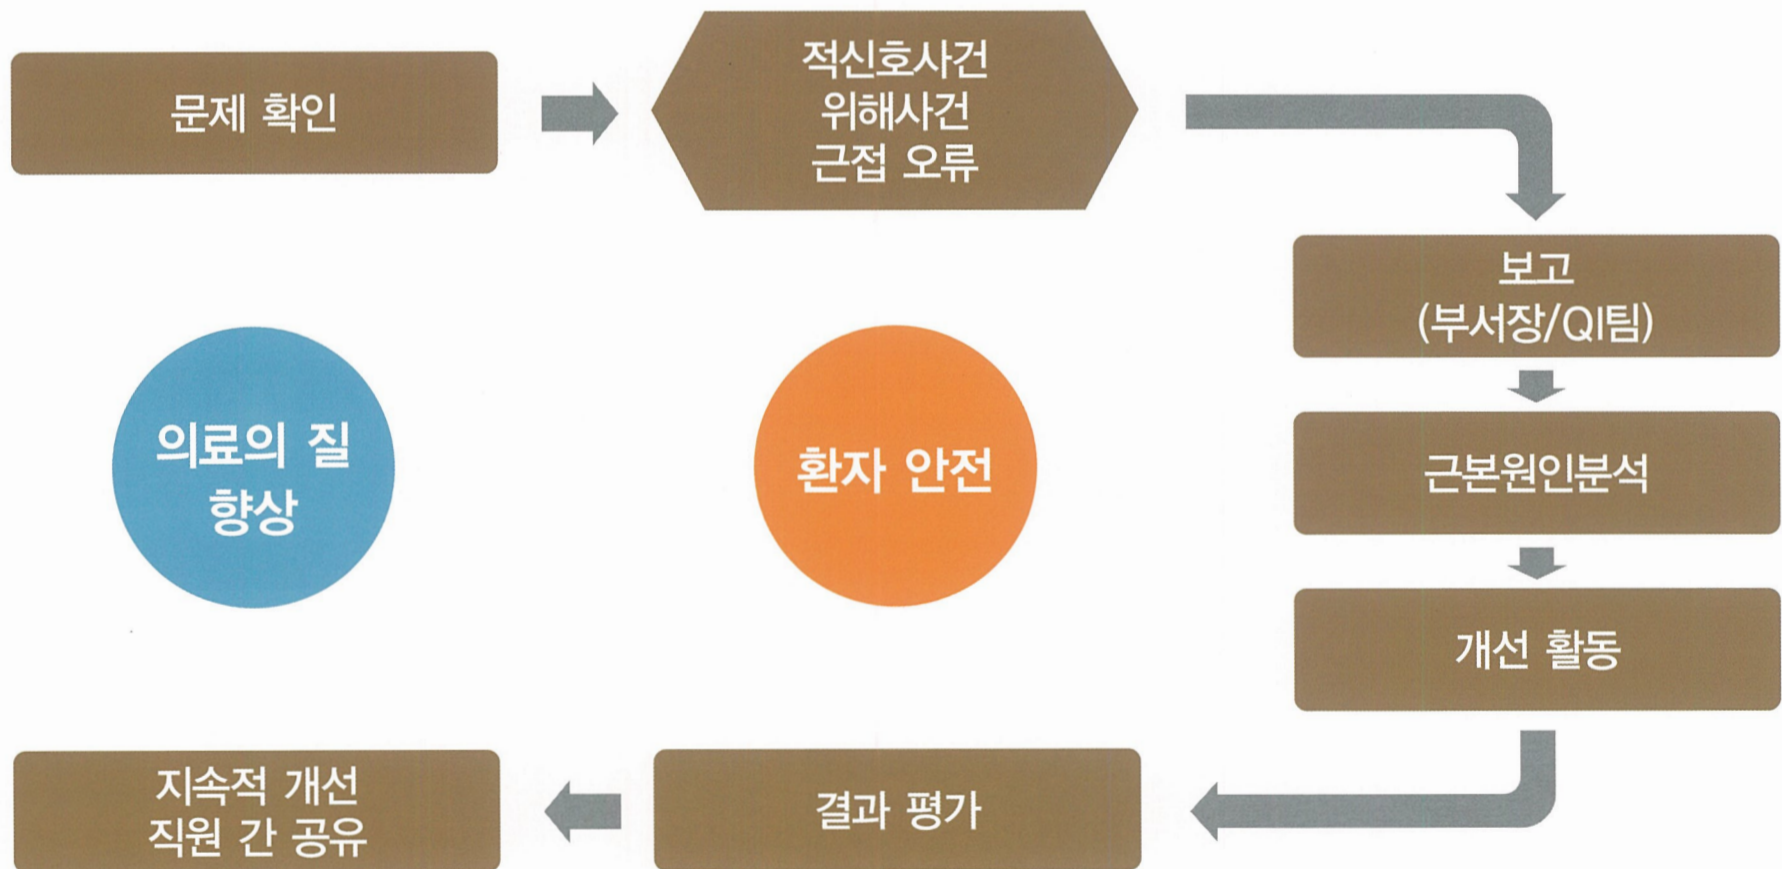 문제 확인
적신호사건
위해사건
근접 오류
보고
(부서장/QI팀)
근본원인분석
개선 활동
결과 평가
지속적 개선
직원 간 공유
의료의 질
향상
환자 안전